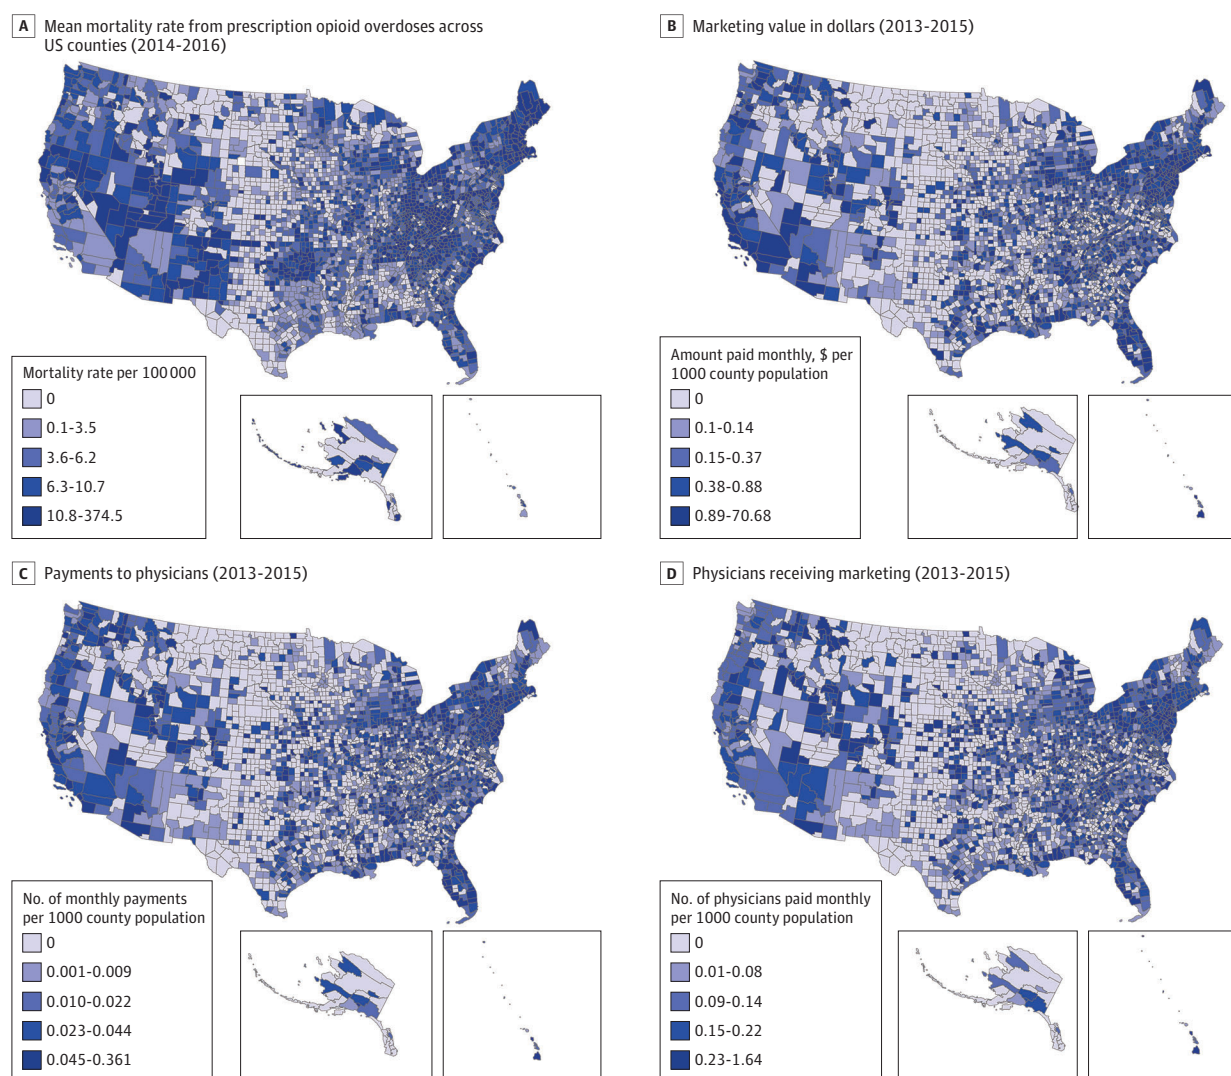 A Mean mortality rate from prescription opioid overdoses across
US counties (2014-2016)
Mortality rate per 100 000
0
0.1-3.5
3.6-6.2
6.3-10.7
10.8-374.5
B Marketing value in dollars (2013-2015)
Amount paid monthly, $ per
1000 county population
0
0.1-0.14
0.15-0.37
0.38-0.88
0.89-70.68
C Payments to physicians (2013-2015)
No. of monthly payments
per 1000 county population
0
0.001-0.009
0.010-0.022
0.023-0.044
0.045-0.361
D Physicians receiving marketing (2013-2015)
No. of physicians paid monthly
per 1000 county population
0
0.01-0.08
0.09-0.14
0.15-0.22
0.23-1.64